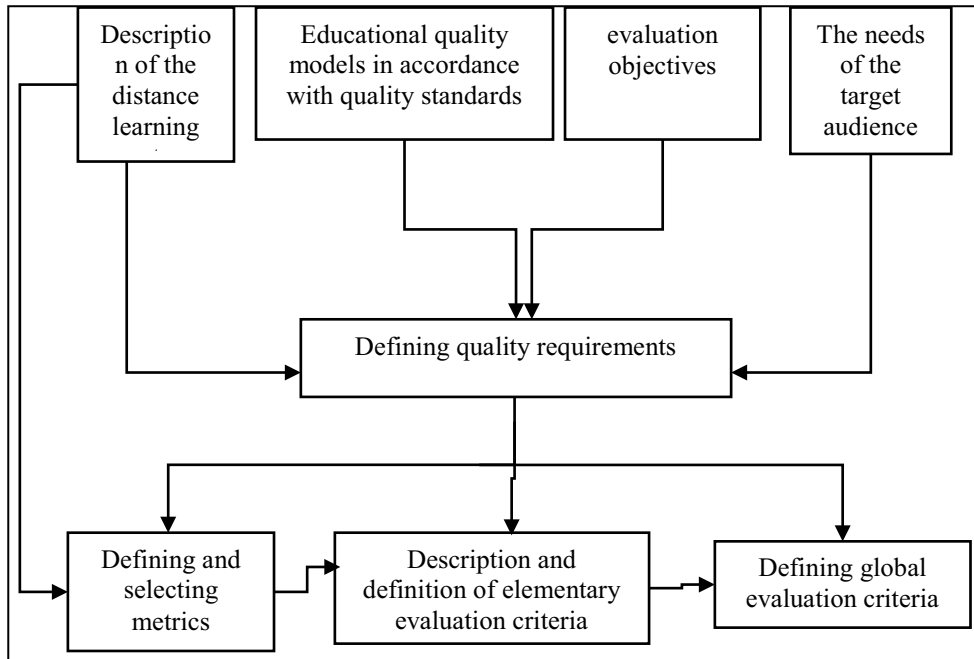 Descriptio
n of the
distance
learning
Educational quality
models in accordance
with quality standards
evaluation
objectives
The needs
of the
target
audience
Defining quality requirements
Defining and
selecting
metrics
Description and
definition of elementary
evaluation criteria
Defining global
evaluation criteria